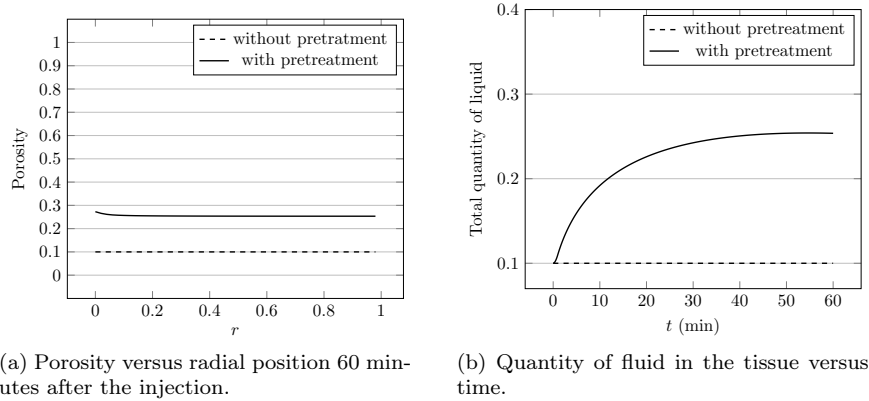 without pretratment
with pretreatment
Porosity
1
0.9
0.8
0.7
0.6
0.5
0.4
0.3
0.2
0.1
0
0 0.2 0.4 0.6 0.8 1
r
(a) Porosity versus radial position 60 min-
utes after the injection.
without pretreatment
with pretreatment
Total quantity of liquid
0.4
0.3
0.2
0.1
0 10 20 30 40 50 60
t (min)
(b) Quantity of fluid in the tissue versus
time.